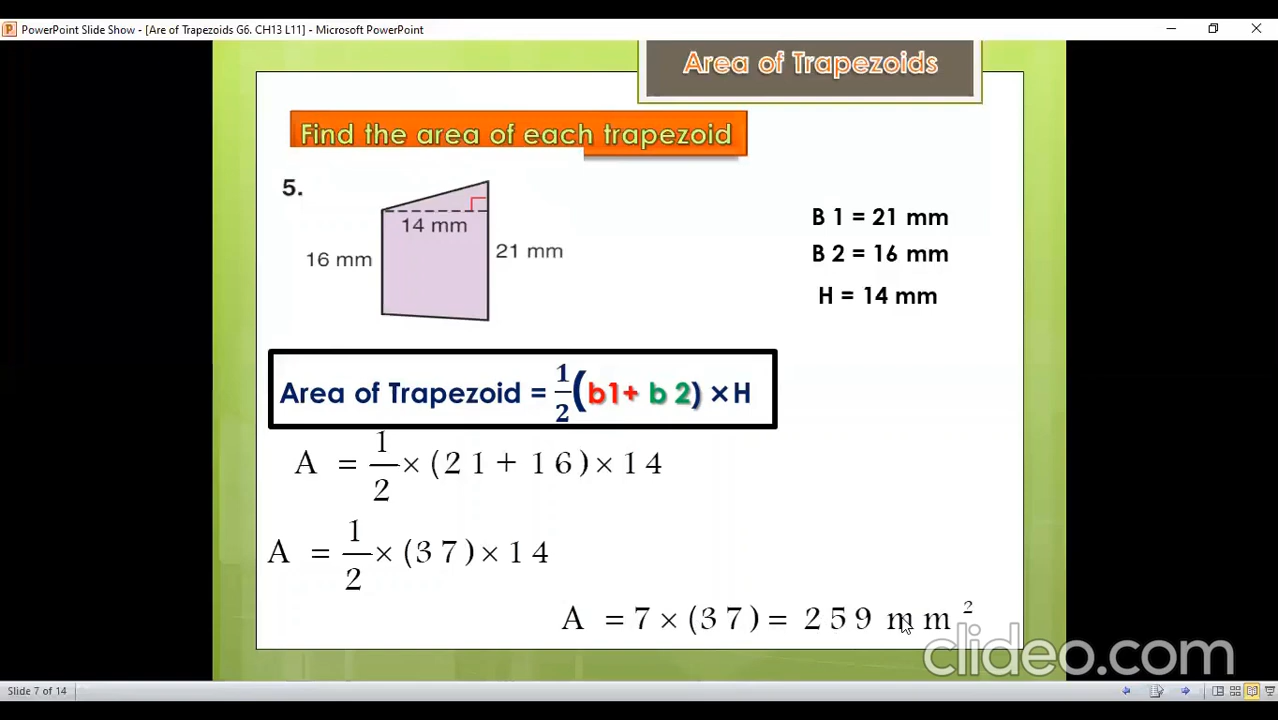 PowerPoint Slide Show - [Are of Trapezoids G6. CH13 L11] - Microsoft PowerPoint
Area of Trapezoids
Find the area of each trapezoid
5.
14 mm
16 mm
21 mm
B 1 = 21 mm
B 2 = 16 mm
H = 14 mm
Area of Trapezoid = 1/2 (b1+ b 2) ×H
A = 1/2 × (21 + 16) × 14
A = 1/2 × (37) × 14
A = 7 × (37) = 259 mm²
clideo.com
Slide 7 of 14